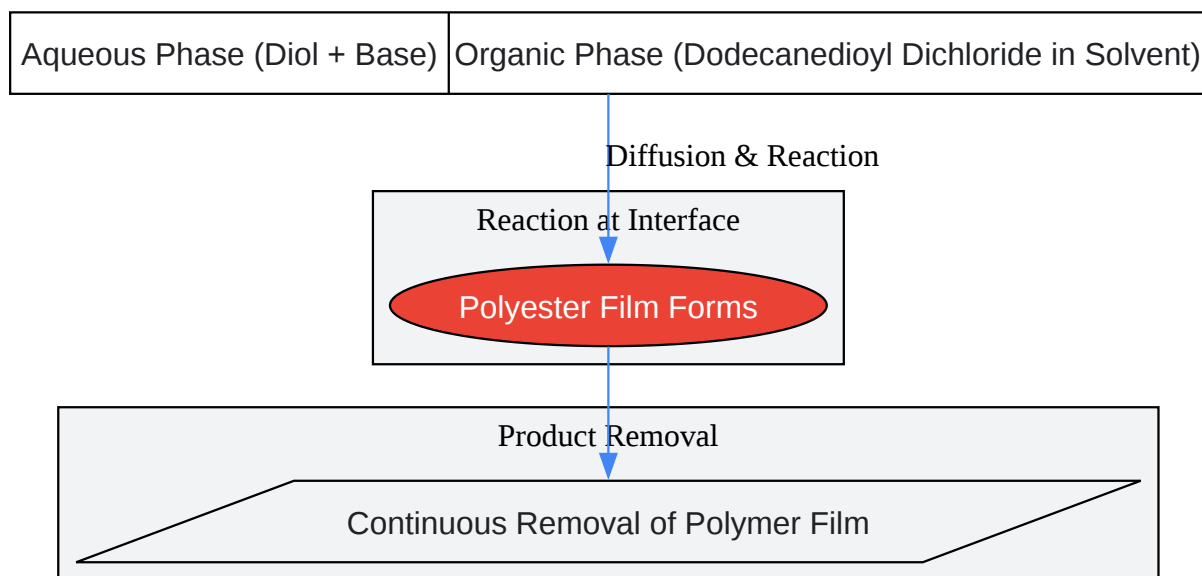 Aqueous Phase (Diol + Base)
Organic Phase (Dodecanedioyl Dichloride in Solvent)
Diffusion & Reaction
Reaction at Interface
Polyester Film Forms
Product Removal
Continuous Removal of Polymer Film